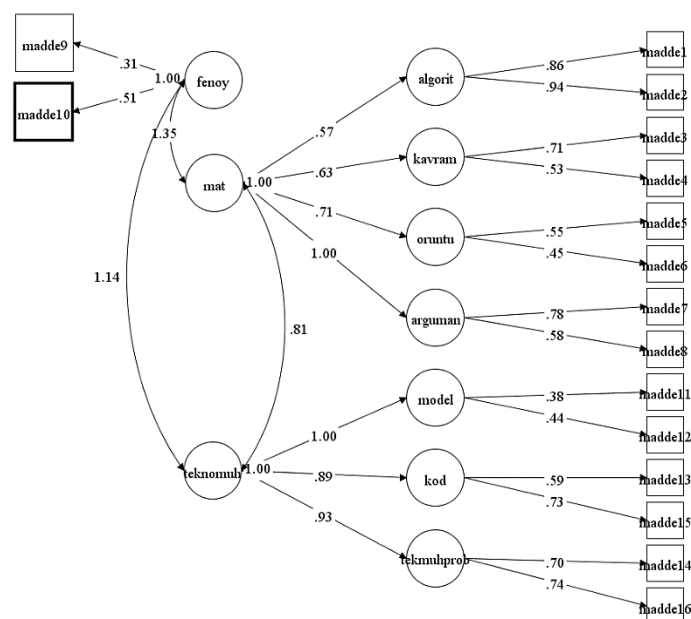 madde9
.31
madde10
.51
1.00
fenoy
1.35
mat
1.00
1.14
.81
teknomuh
1.00
.57
.63
.71
1.00
1.00
.89
.93
algorit
kavram
oruntu
arguman
model
kod
tekmuhprob
.86
.94
.71
.53
.55
.45
.78
.58
.38
.44
.59
.73
.70
.74
madde1
madde2
madde3
madde4
madde5
madde6
madde7
madde8
madde11
madde12
madde13
madde15
madde14
madde16